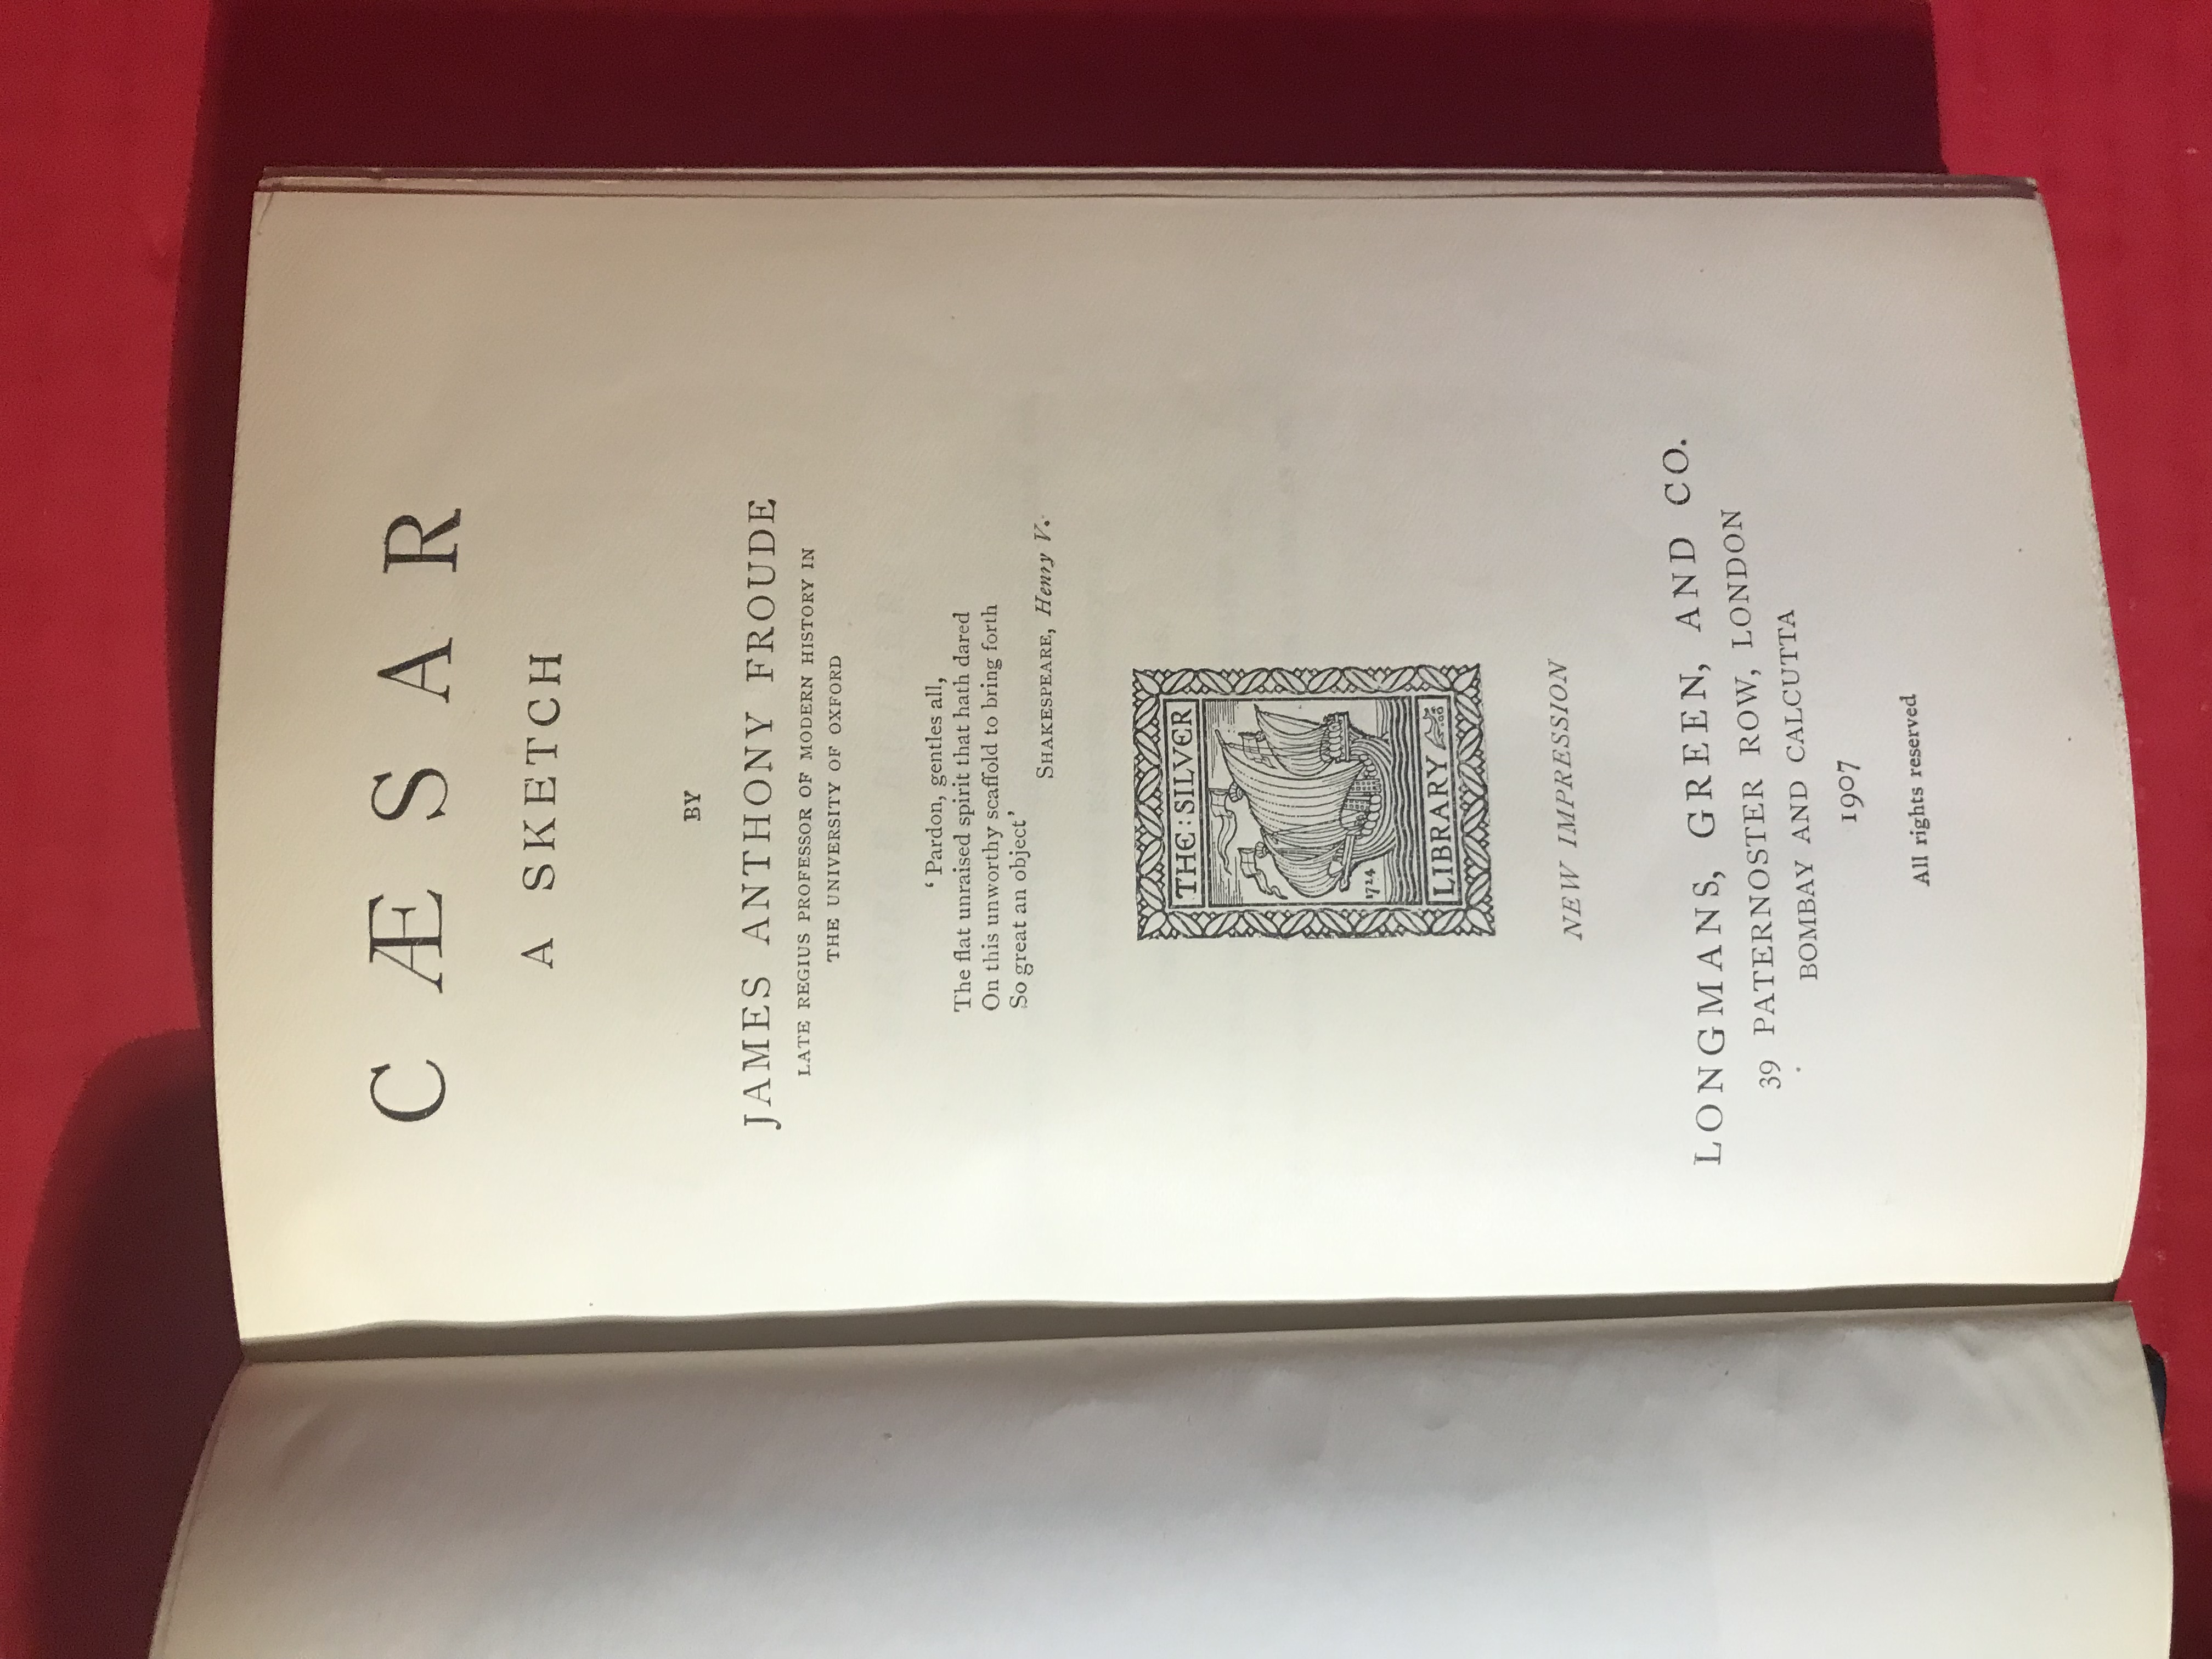 CÆSAR
A SKETCH
BY
JAMES ANTHONY FROUDE
LATE REGIUS PROFESSOR OF MODERN HISTORY IN
THE UNIVERSITY OF OXFORD
‘Pardon, gentles all,
The flat unraised spirit that hath dared
On this unworthy scaffold to bring forth
So great an object’
SHAKESPEARE, Henry V.
THE : SILVER
1724
LIBRARY
NEW IMPRESSION
LONGMANS, GREEN, AND CO.
39 PATERNOSTER ROW, LONDON
BOMBAY AND CALCUTTA
1907
All rights reserved